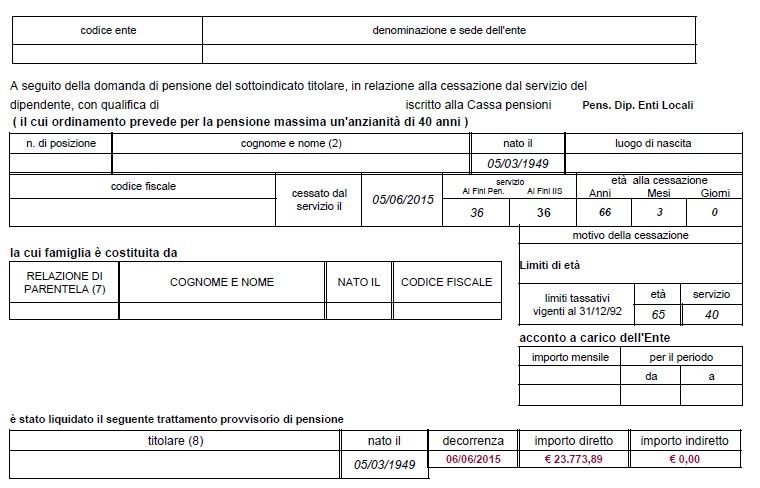 codice ente denominazione e sede dell'ente
A seguito della domanda di pensione del sottoindicato titolare, in relazione alla cessazione dal servizio del
dipendente, con qualifica di iscritto alla Cassa pensioni Pens. Dip. Enti Locali
( il cui ordinamento prevede per la pensione massima un'anzianità di 40 anni )
n. di posizione cognome e nome (2) nato il luogo di nascita
05/03/1949
codice fiscale cessato dal servizio il 05/06/2015 servizio età alla cessazione
Ai Fini Pen. Ai Fini IIS Anni Mesi Giorni
36 36 66 3 0
motivo della cessazione
la cui famiglia è costituita da
Limiti di età
RELAZIONE DI PARENTELA (7) COGNOME E NOME NATO IL CODICE FISCALE
limiti tassativi vigenti al 31/12/92 età servizio
65 40
acconto a carico dell'Ente
importo mensile per il periodo
da a
è stato liquidato il seguente trattamento provvisorio di pensione
titolare (8) nato il decorrenza importo diretto importo indiretto
05/03/1949 06/06/2015 € 23.773,89 € 0,00